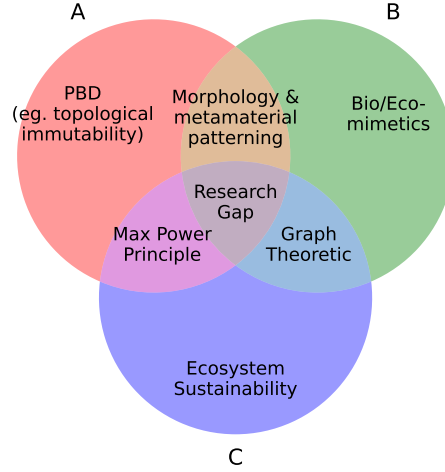 A
B
PBD
(eg. topological
immutability)
Morphology &
metamaterial
patterning
Bio/Eco-
mimetics
Research
Gap
Max Power
Principle
Graph
Theoretic
Ecosystem
Sustainability
C